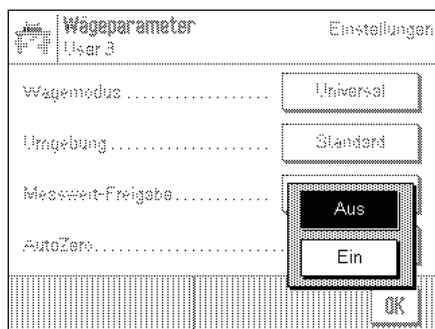 Wägeparameter Einstellungen
User 3
Wägemodus .................. Universal
Umgebung .................... Standard
Messwert-Freigabe ............
Aus
AutoZero .....................
Ein
OK